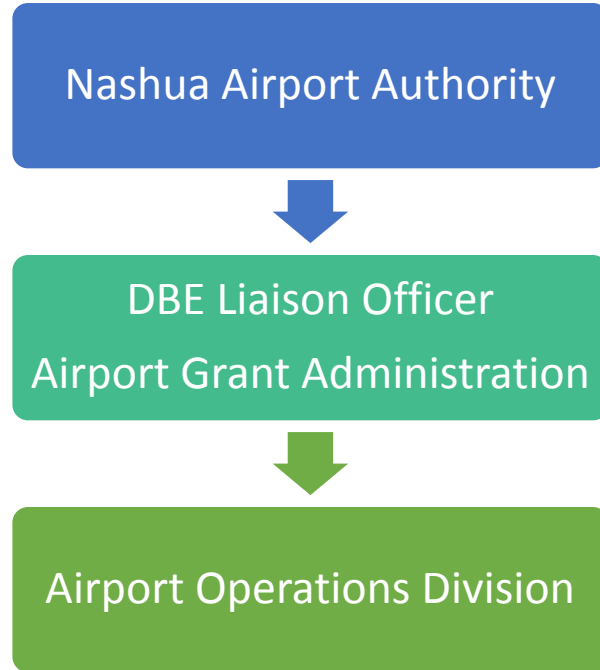 Nashua Airport Authority
DBE Liaison Officer
Airport Grant Administration
Airport Operations Division